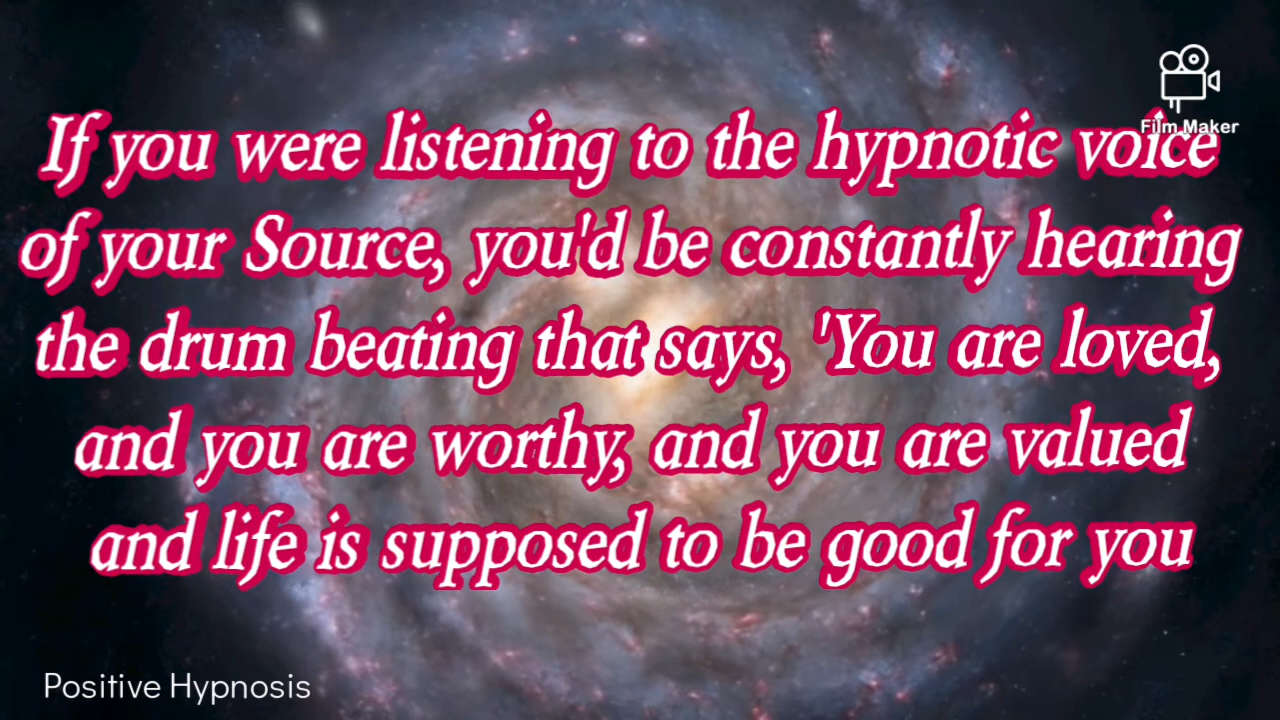 Film Maker
If you were listening to the hypnotic voice
of your Source, you'd be constantly hearing
the drum beating that says, 'You are loved,
and you are worthy, and you are valued
and life is supposed to be good for you
Positive Hypnosis